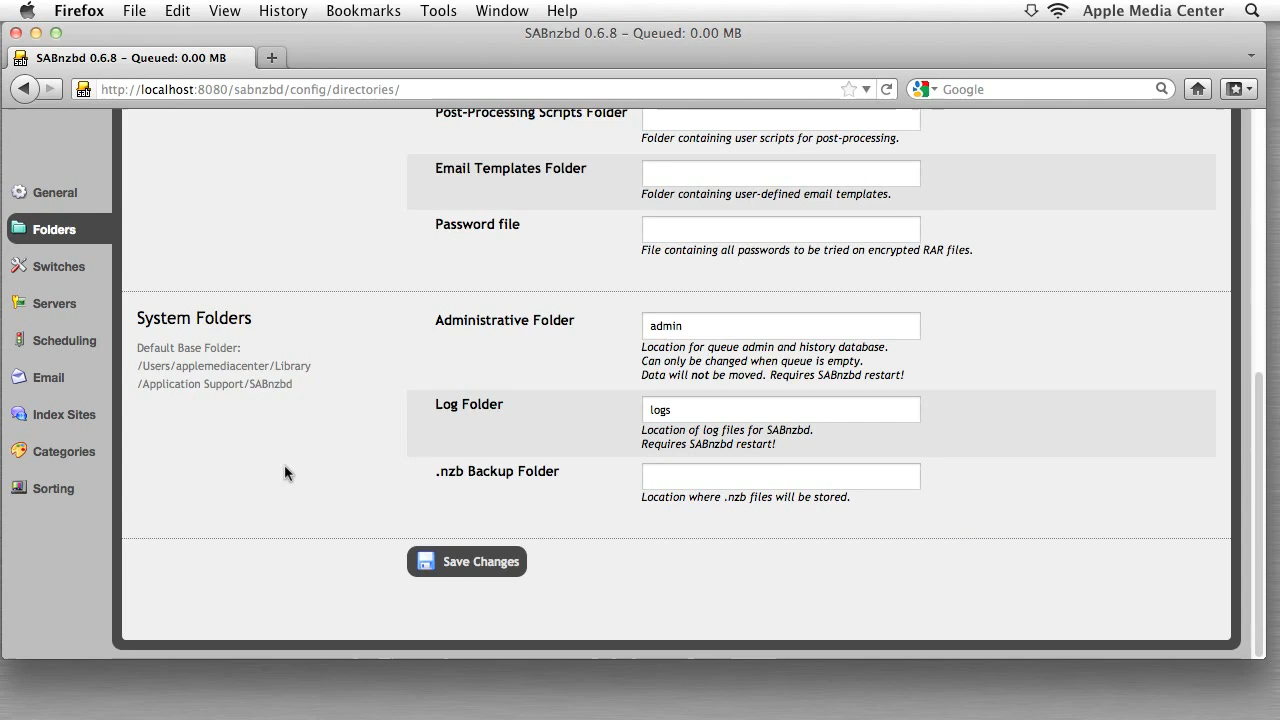 Firefox File Edit View History Bookmarks Tools Window Help Apple Media Center
SABnzbd 0.6.8 - Queued: 0.00 MB
SABnzbd 0.6.8 - Queued: 0.00 MB
http://localhost:8080/sabnzbd/config/directories/
Google
General
Folders
Switches
Servers
Scheduling
Email
Index Sites
Categories
Sorting
Post-Processing Scripts Folder
Folder containing user scripts for post-processing.
Email Templates Folder
Folder containing user-defined email templates.
Password file
File containing all passwords to be tried on encrypted RAR files.
System Folders
Default Base Folder:
/Users/applemediacenter/Library
/Application Support/SABnzbd
Administrative Folder
admin
Location for queue admin and history database.
Can only be changed when queue is empty.
Data will not be moved. Requires SABnzbd restart!
Log Folder
logs
Location of log files for SABnzbd.
Requires SABnzbd restart!
.nzb Backup Folder
Location where .nzb files will be stored.
Save Changes